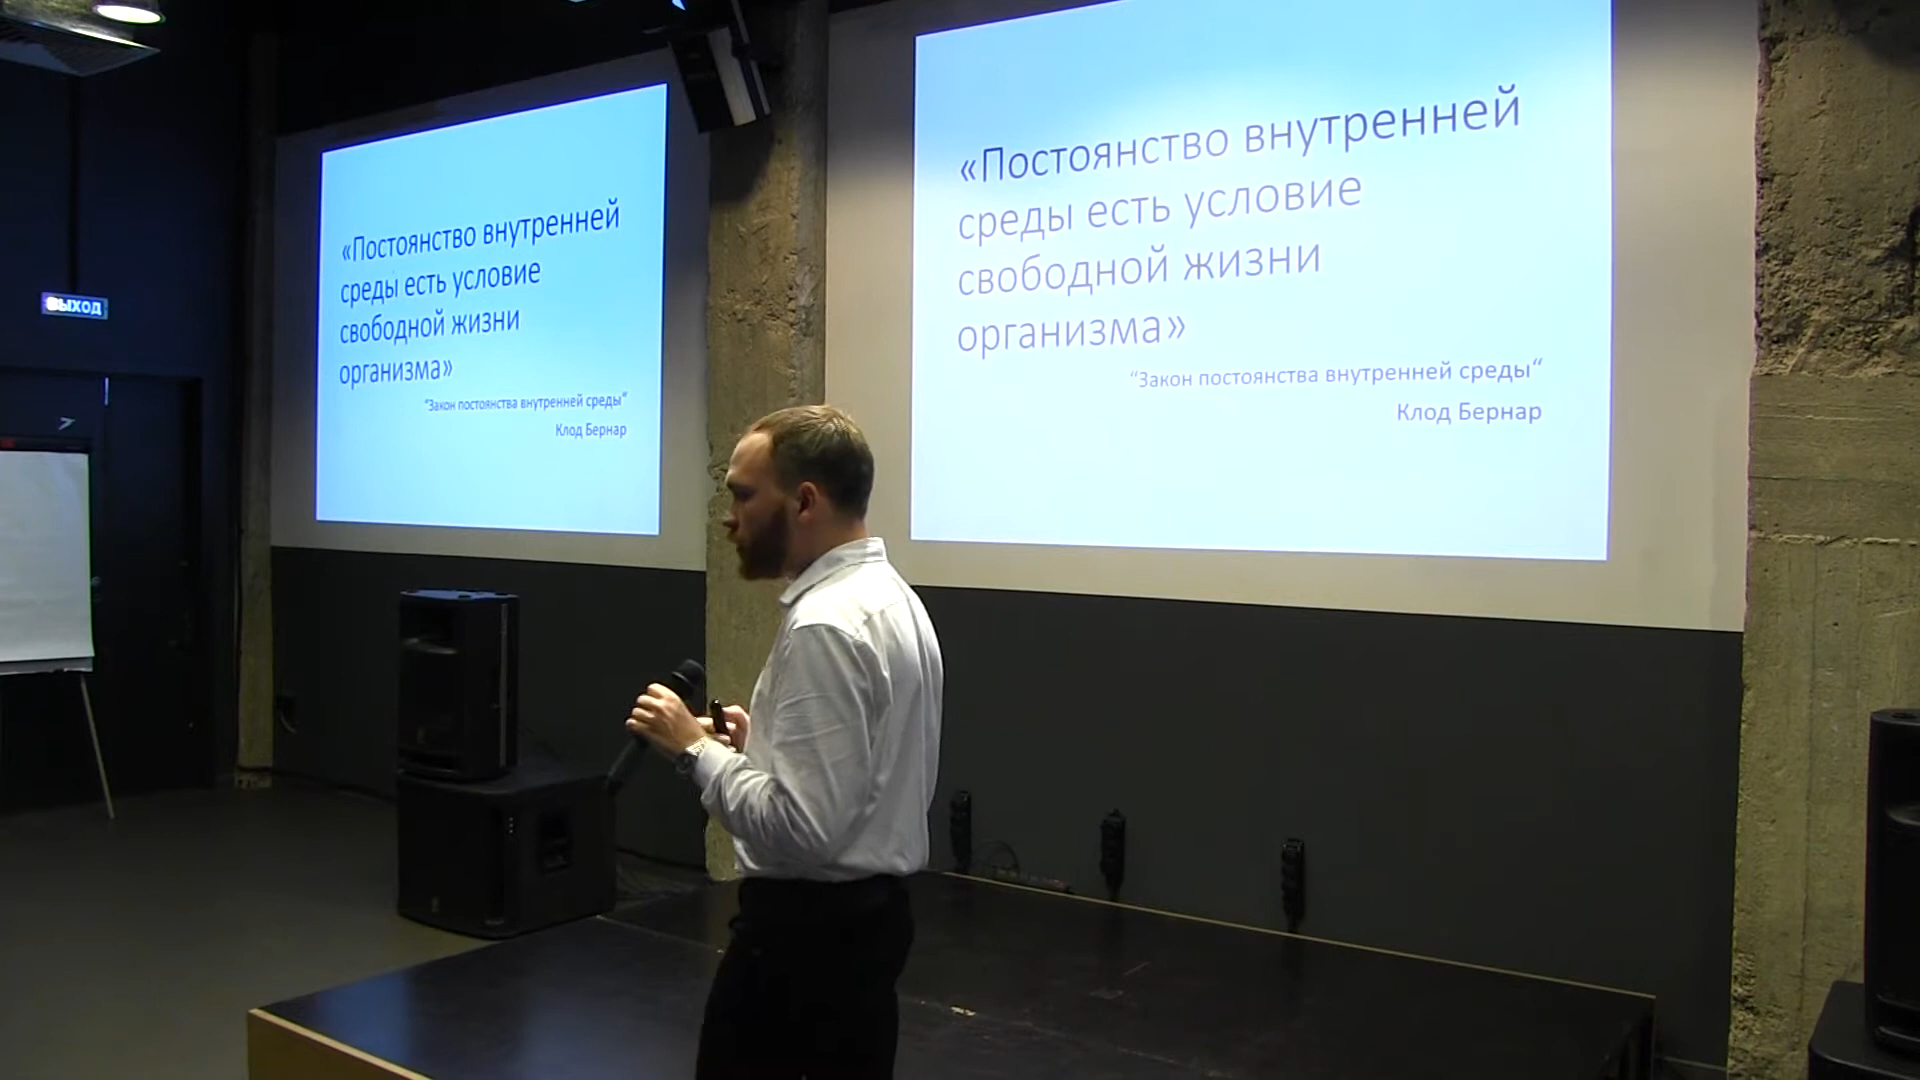 ВЫХОД
«Постоянство внутренней
среды есть условие
свободной жизни
организма»
“Закон постоянства внутренней среды“
Клод Бернар
«Постоянство внутренней
среды есть условие
свободной жизни
организма»
“Закон постоянства внутренней среды“
Клод Бернар